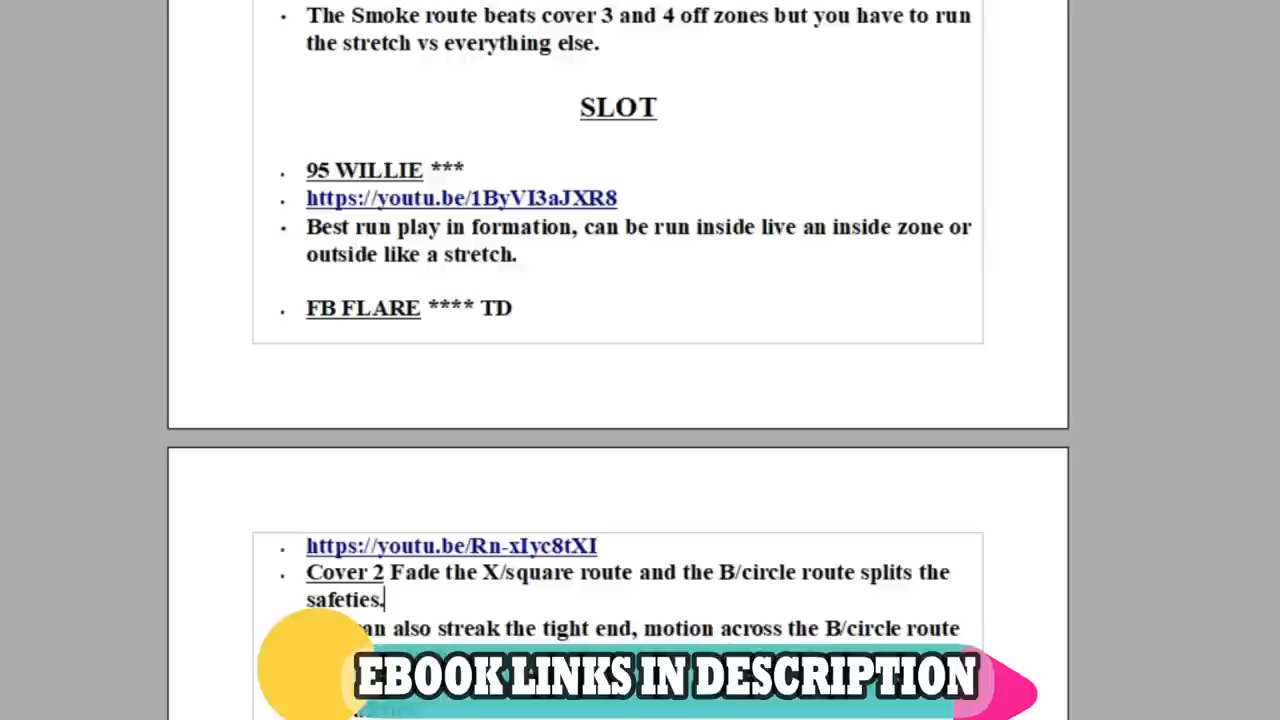 The Smoke route beats cover 3 and 4 off zones but you have to run
the stretch vs everything else.
SLOT
95 WILLIE ***
https://youtu.be/1ByVI3aJXR8
Best run play in formation, can be run inside live an inside zone or
outside like a stretch.
FB FLARE **** TD
https://youtu.be/Rn-xIyc8tXI
Cover 2 Fade the X/square route and the B/circle route splits the
safeties.
also streak the tight end, motion across the B/circle route
EBOOK LINKS IN DESCRIPTION